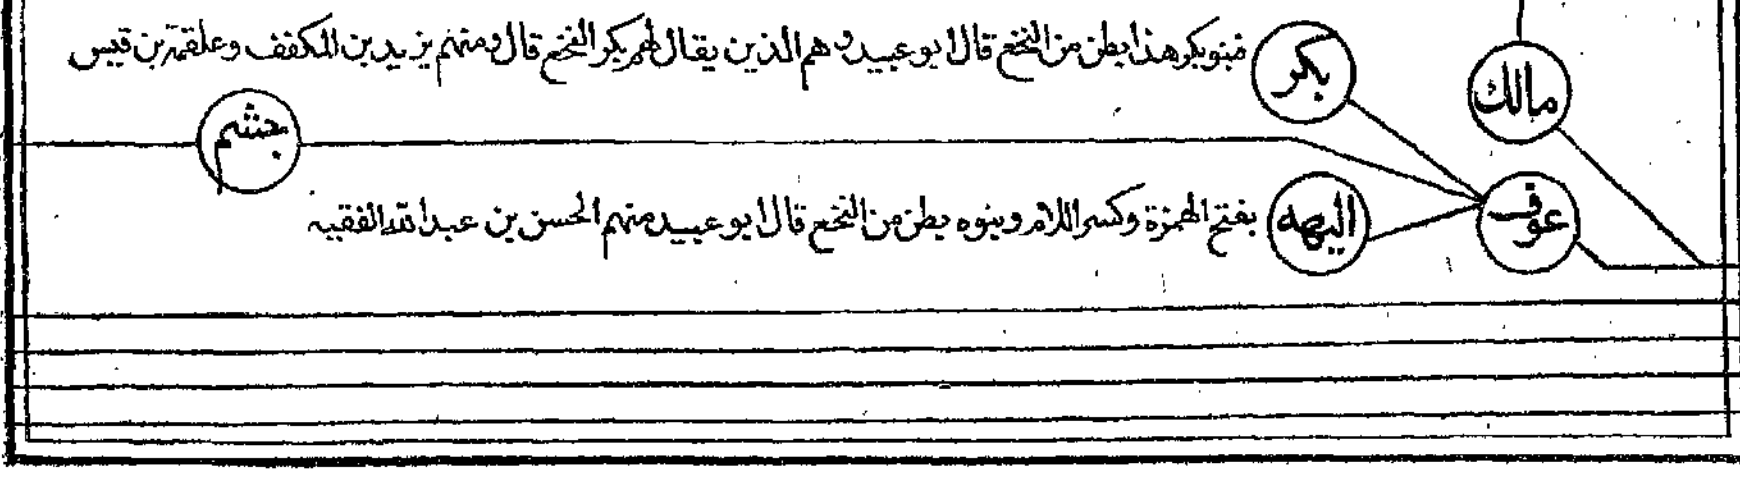 فبنو بكر هذا بطن من النخع قال ابو عبيد وهم الذين يقال لهم بكر النخع قال ومنهم يزيد بن المكفف وعلقمة بن قيس
بكر
مالك
جشم
بفتح الهمزة وكسر اللام وبنوه بطن من النخع قال ابو عبيد منهم الحسن بن عبد الله الفقيه
اليهه
عوف